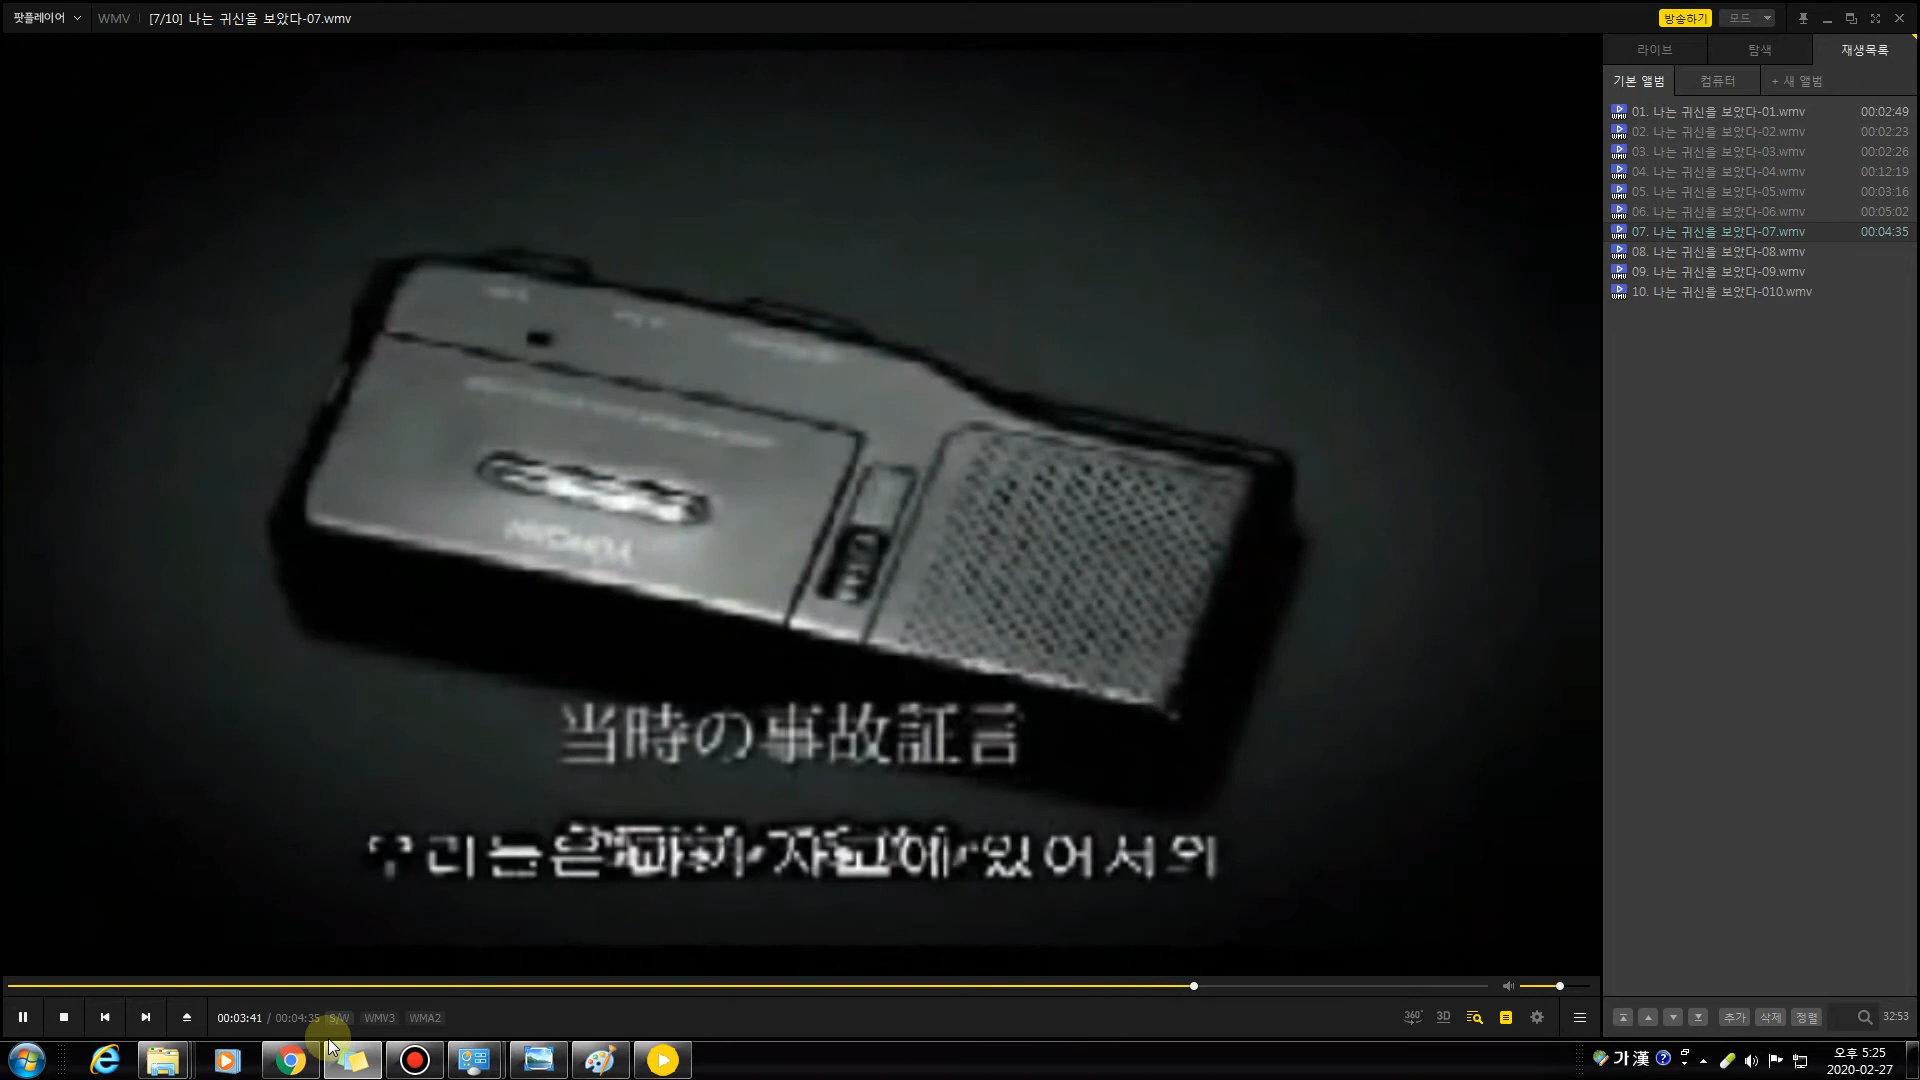 팟플레이어
WMV
[7/10] 나는 귀신을 보았다-07.wmv
방송하기
모드
라이브
탐색
재생목록
기본 앨범
컴퓨터
+ 새 앨범
01. 나는 귀신을 보았다-01.wmv 00:02:49
02. 나는 귀신을 보았다-02.wmv 00:02:23
03. 나는 귀신을 보았다-03.wmv 00:02:26
04. 나는 귀신을 보았다-04.wmv 00:12:19
05. 나는 귀신을 보았다-05.wmv 00:03:16
06. 나는 귀신을 보았다-06.wmv 00:05:02
07. 나는 귀신을 보았다-07.wmv 00:04:35
08. 나는 귀신을 보았다-08.wmv
09. 나는 귀신을 보았다-09.wmv
10. 나는 귀신을 보았다-010.wmv
当時の事故証言
00:03:41 / 00:04:35 S/W WMV3 WMA2
360°
3D
추가
삭제
정렬
32:53
가 漢
오후 5:25
2020-02-27